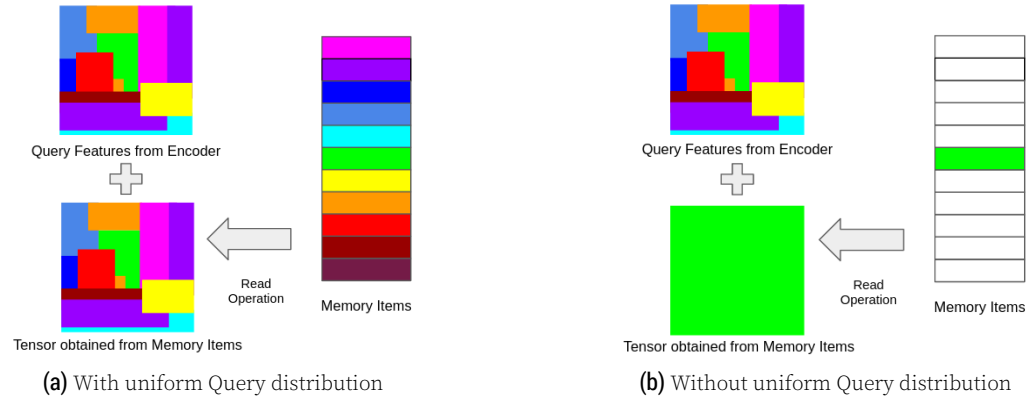 Query Features from Encoder
Read
Operation
Memory Items
Tensor obtained from Memory Items
(a) With uniform Query distribution
Query Features from Encoder
Read
Operation
Memory Items
Tensor obtained from Memory Items
(b) Without uniform Query distribution